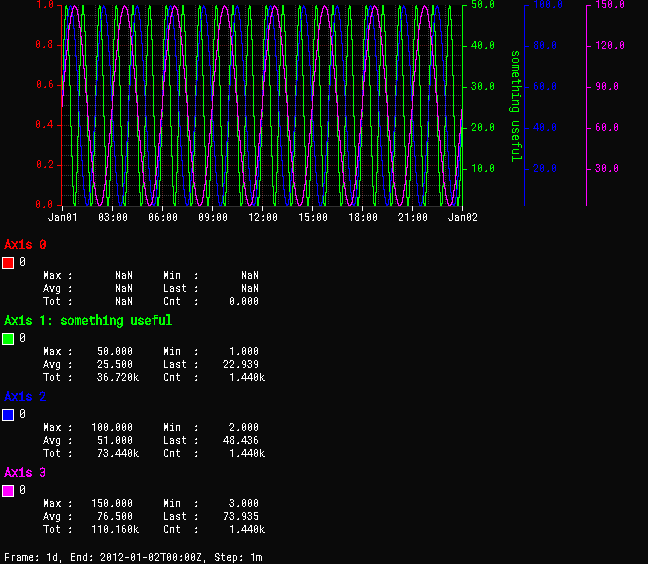 1.0 50.0 100.0 150.0
0.8 40.0 80.0 120.0
0.6 30.0 60.0 90.0
0.4 20.0 40.0 60.0
0.2 10.0 20.0 30.0
0.0
something useful
Jan01 03:00 06:00 09:00 12:00 15:00 18:00 21:00 Jan02
Axis 0
0
Max : NaN Min : NaN
Avg : NaN Last : NaN
Tot : NaN Cnt : 0.000
Axis 1: something useful
0
Max : 50.000 Min : 1.000
Avg : 25.500 Last : 22.939
Tot : 36.720k Cnt : 1.440k
Axis 2
0
Max : 100.000 Min : 2.000
Avg : 51.000 Last : 48.436
Tot : 73.440k Cnt : 1.440k
Axis 3
0
Max : 150.000 Min : 3.000
Avg : 76.500 Last : 73.935
Tot : 110.160k Cnt : 1.440k
Frame: 1d, End: 2012-01-02T00:00Z, Step: 1m